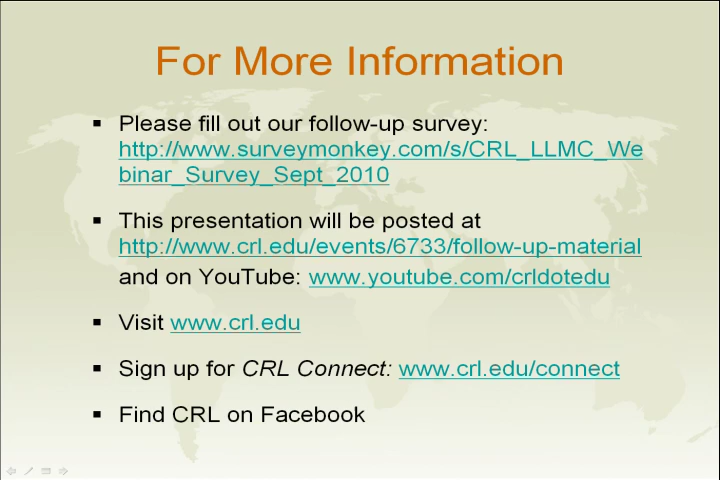 For More Information
▪ Please fill out our follow-up survey:
http://www.surveymonkey.com/s/CRL_LLMC_We
binar_Survey_Sept_2010
▪ This presentation will be posted at
http://www.crl.edu/events/6733/follow-up-material
and on YouTube: www.youtube.com/crldotedu
▪ Visit www.crl.edu
▪ Sign up for CRL Connect: www.crl.edu/connect
▪ Find CRL on Facebook